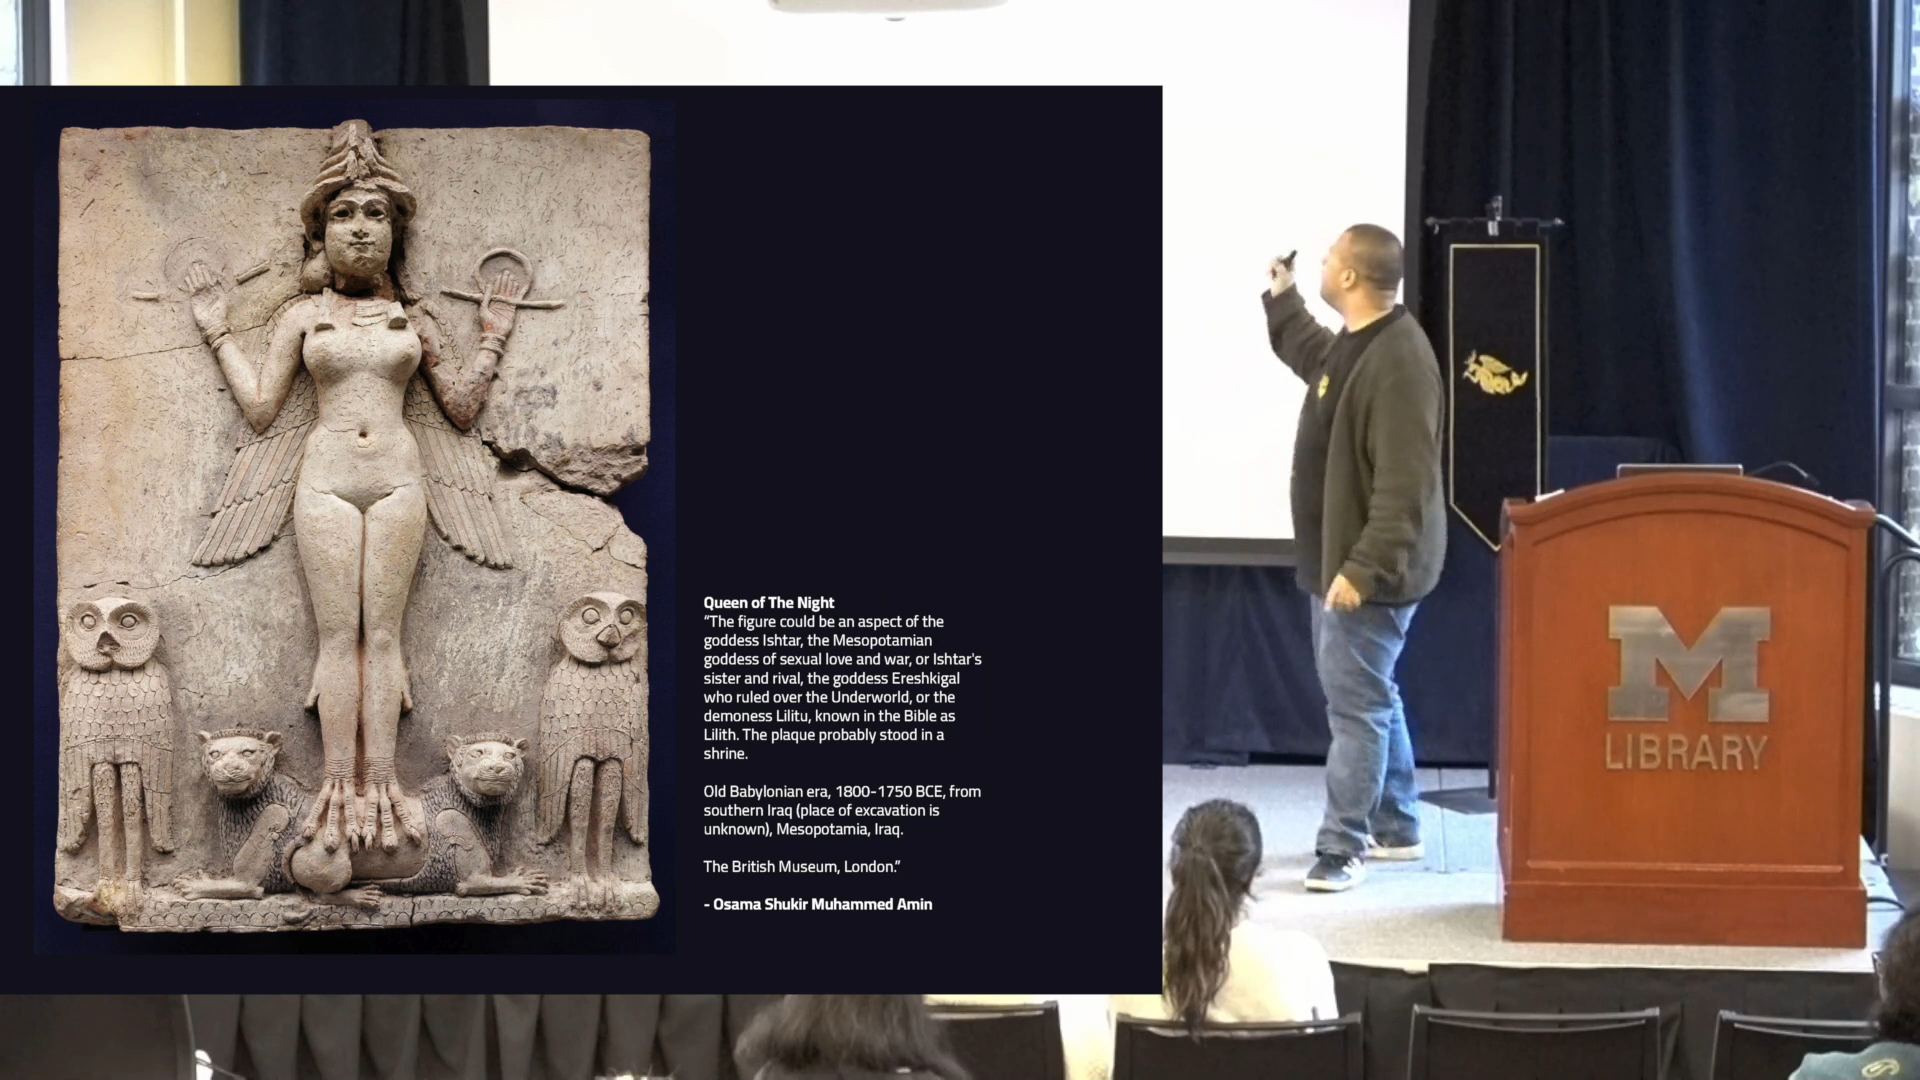 Queen of The Night
"The figure could be an aspect of the
goddess Ishtar, the Mesopotamian
goddess of sexual love and war, or Ishtar's
sister and rival, the goddess Ereshkigal
who ruled over the Underworld, or the
demoness Lilitu, known in the Bible as
Lilith. The plaque probably stood in a
shrine.
Old Babylonian era, 1800-1750 BCE, from
southern Iraq (place of excavation is
unknown), Mesopotamia, Iraq.
The British Museum, London."
- Osama Shukir Muhammed Amin
M
LIBRARY